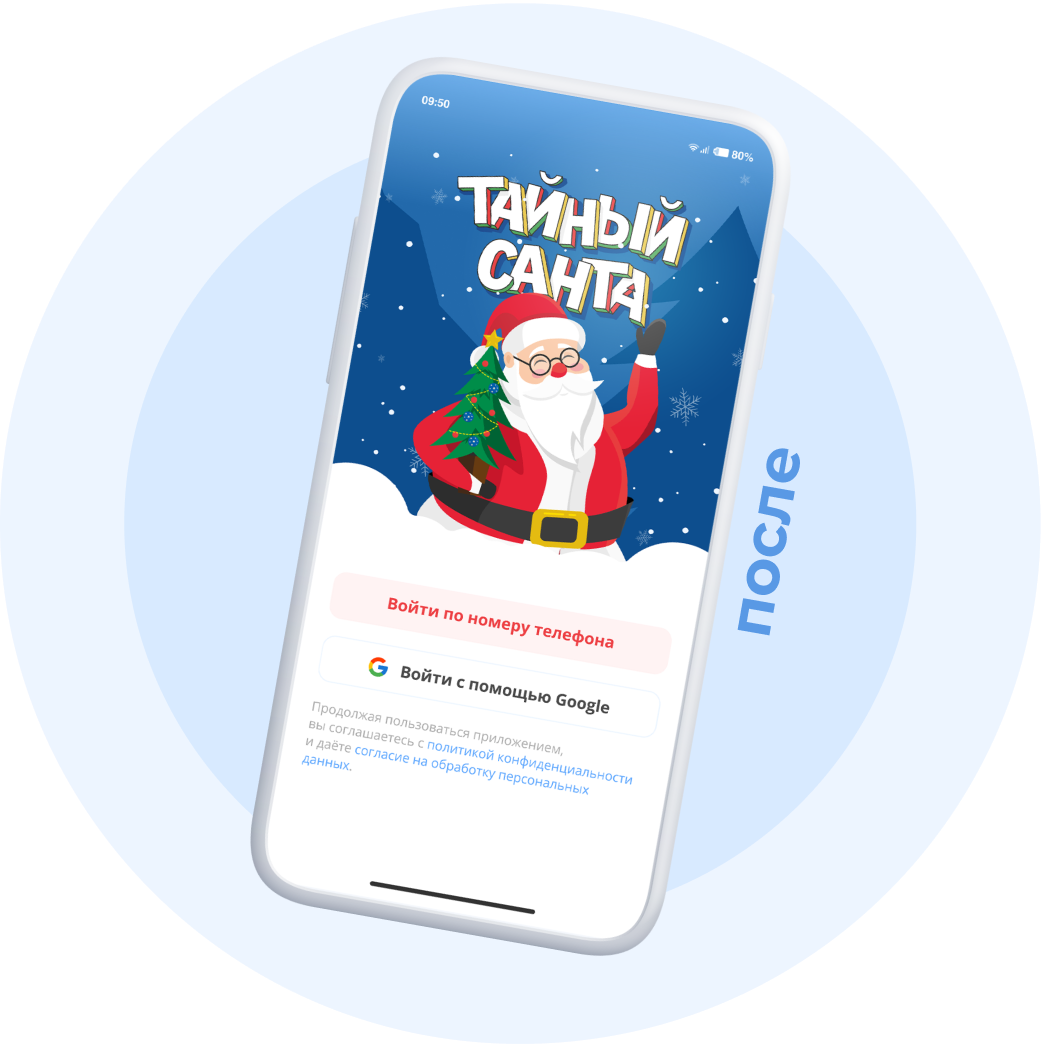 09:50
80%
ТАЙНЫЙ
САНТА
Войти по номеру телефона
Войти с помощью Google
Продолжая пользоваться приложением,
вы соглашаетесь с политикой конфиденциальности
и даёте согласие на обработку персональных
данных.
после